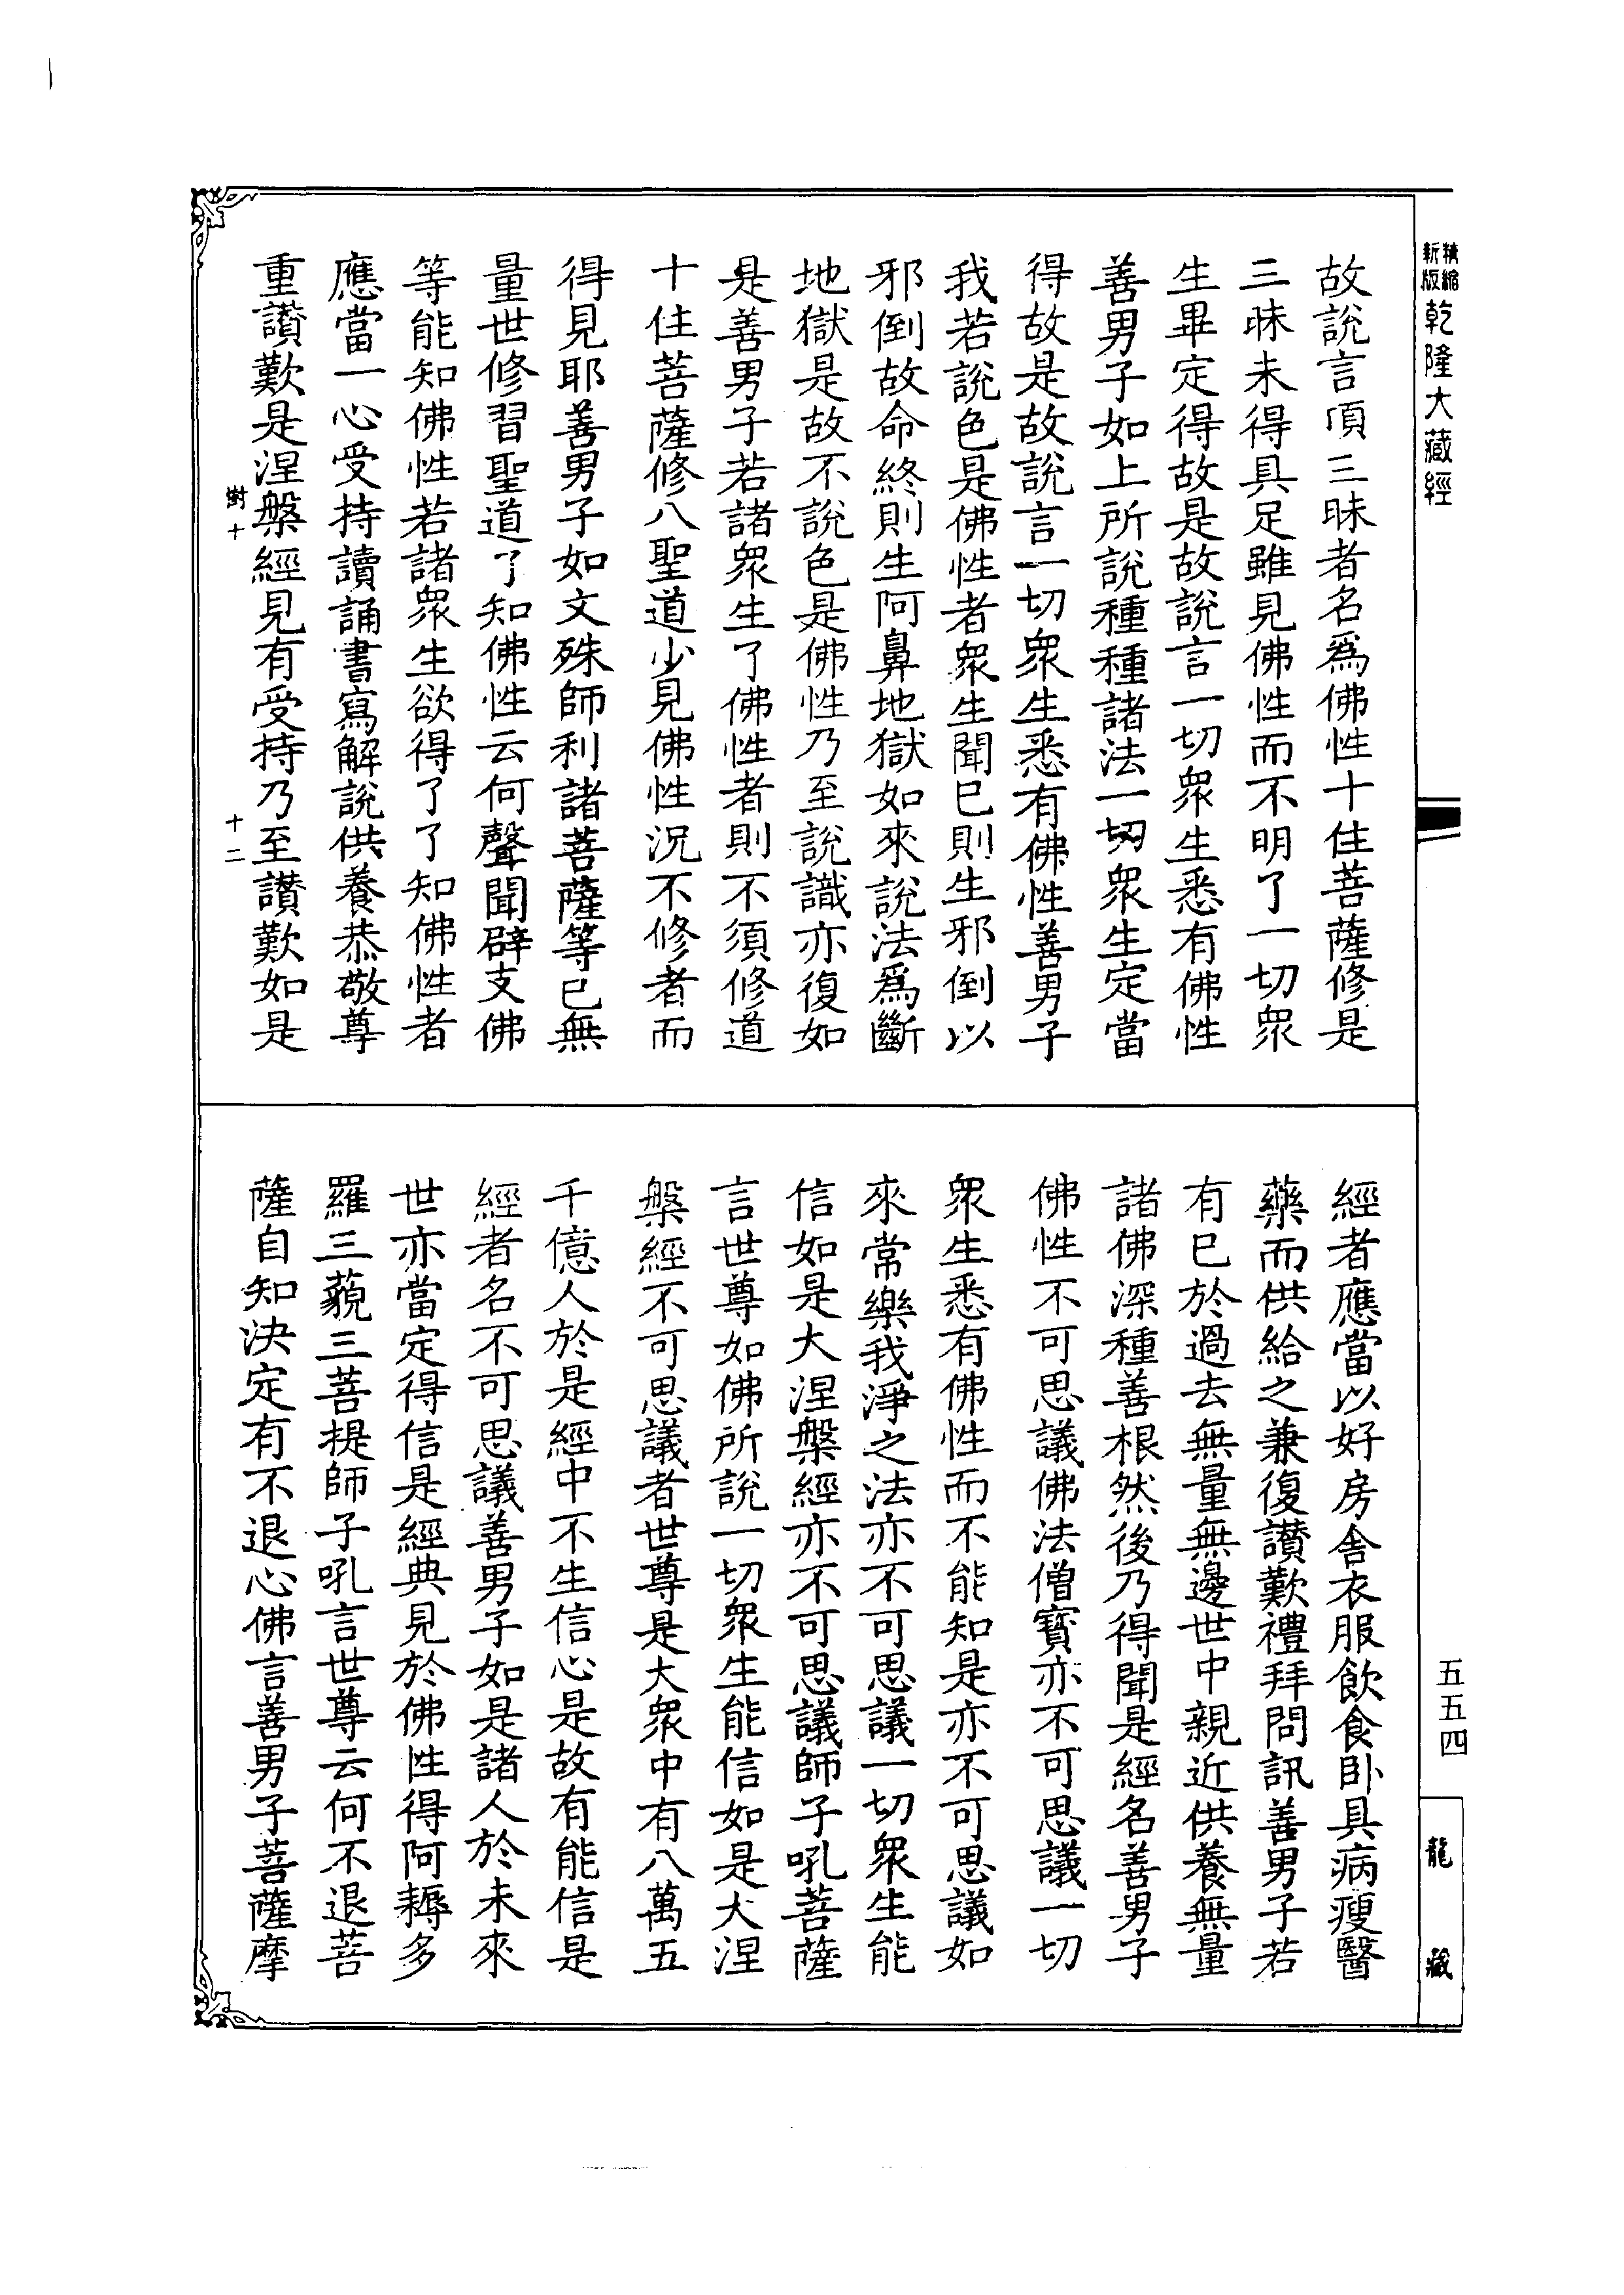 精縮
新版
乾隆大藏經
故說言頂三昧者名爲佛性十住菩薩修是
三昧未得具足雖見佛性而不明了一切衆
生畢定得故是故說言一切衆生悉有佛性
善男子如上所說種種諸法一切衆生定當
得故是故說言一切衆生悉有佛性善男子
我若說色是佛性者衆生聞已則生邪倒以
邪倒故命終則生阿鼻地獄如來說法爲斷
地獄是故不說色是佛性乃至說識亦復如
是善男子若諸衆生了佛性者則不須修道
十住菩薩修八聖道少見佛性況不修者而
得見耶善男子如文殊師利諸菩薩等已無
量世修習聖道了知佛性云何聲聞辟支佛
等能知佛性若諸衆生欲得了了知佛性者
應當一心受持讀誦書寫解說供養恭敬尊
重讚歎是涅槃經見有受持乃至讚歎如是
十 十二
經者應當以好房舍衣服飲食卧具病瘦醫
藥而供給之兼復讚歎禮拜問訊善男子若
有已於過去無量無邊世中親近供養無量
諸佛深種善根然後乃得聞是經名善男子
佛性不可思議佛法僧寶亦不可思議一切
衆生悉有佛性而不能知是亦不可思議如
來常樂我淨之法亦不可思議一切衆生能
信如是大涅槃經亦不可思議師子吼菩薩
言世尊如佛所說一切衆生能信如是大涅
槃經不可思議者世尊是大衆中有八萬五
千億人於是經中不生信心是故有能信是
經者名不可思議善男子如是諸人於未來
世亦當定得信是經典見於佛性得阿耨多
羅三藐三菩提師子吼言世尊云何不退菩
薩自知決定有不退心佛言善男子菩薩摩
五五四
龍藏